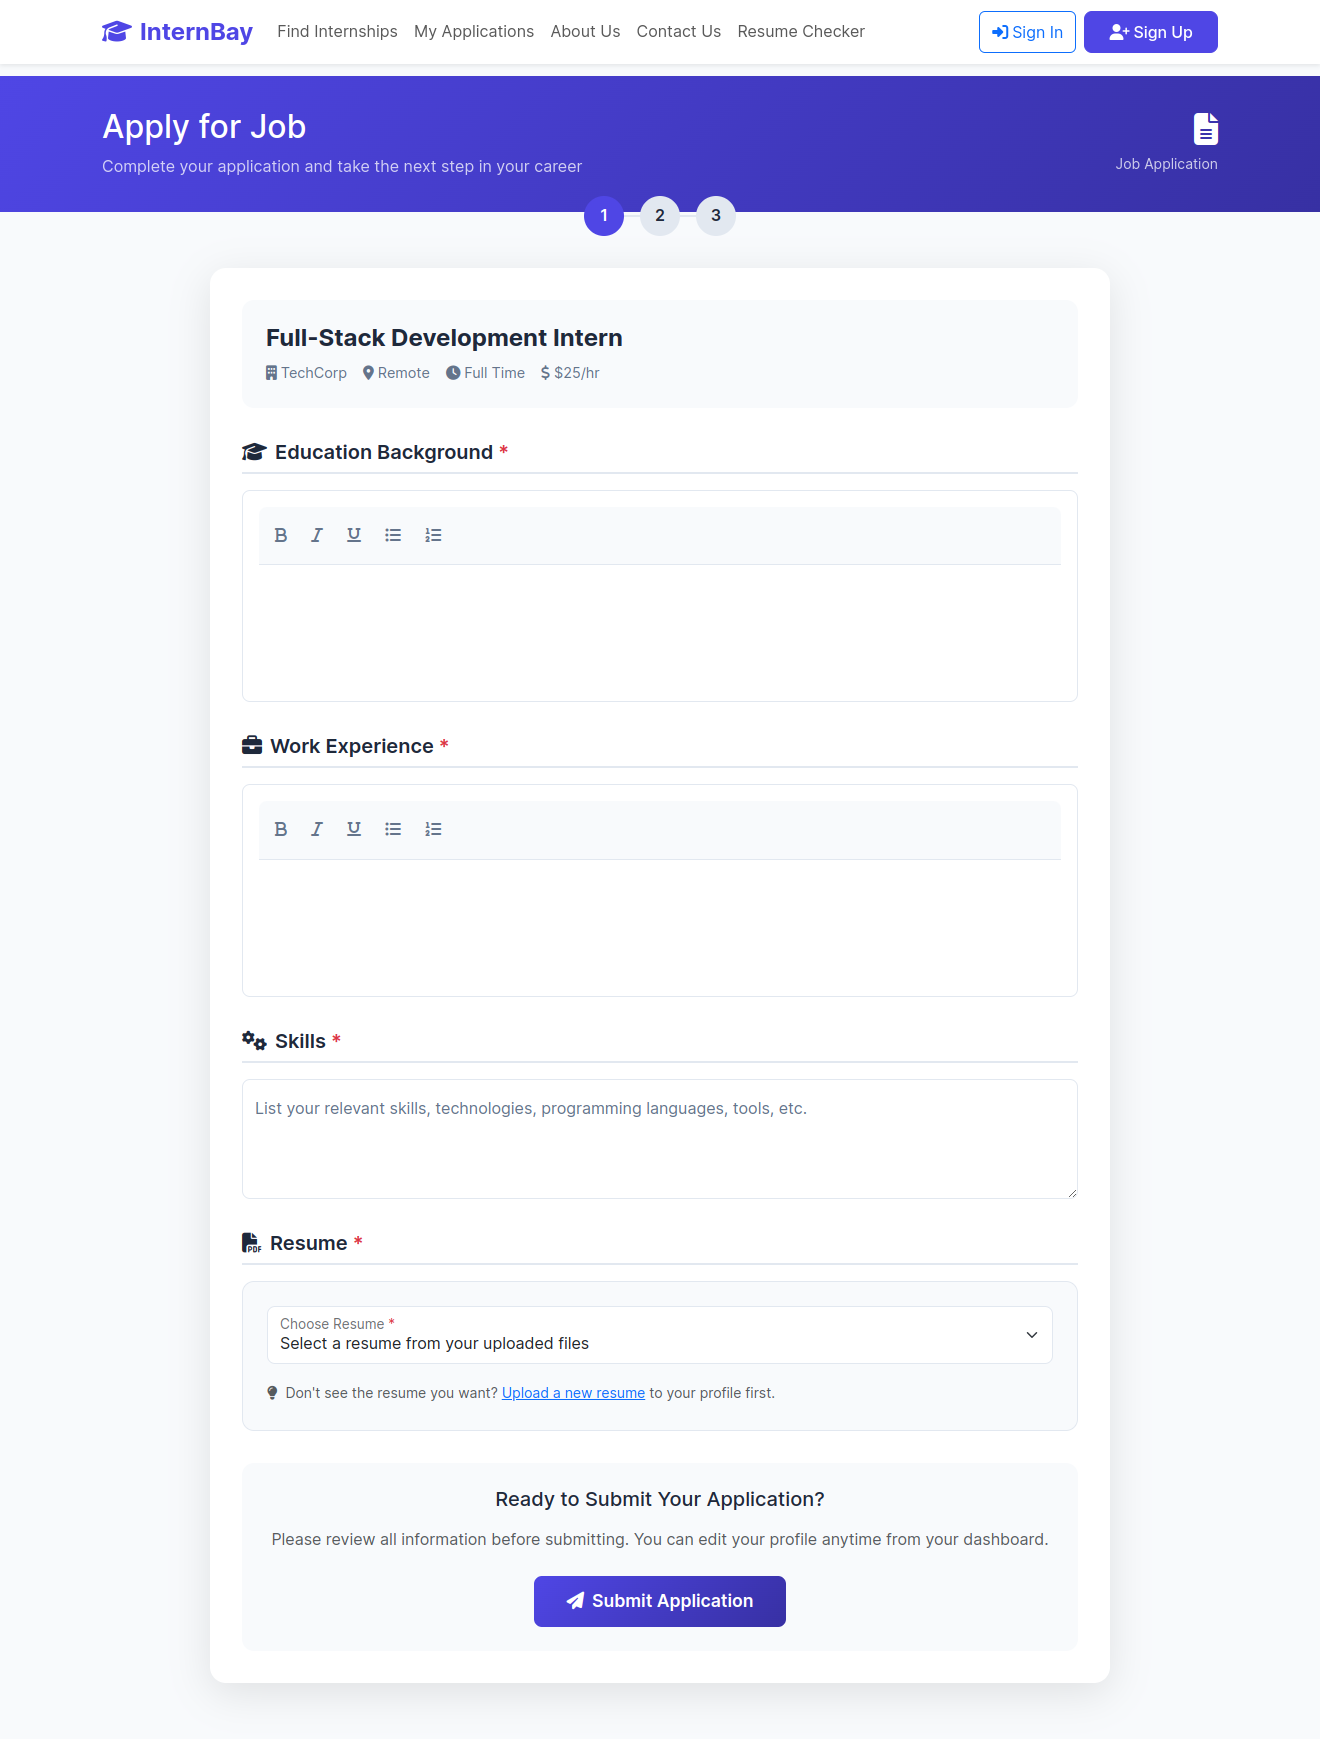 InternBay
Find Internships
My Applications
About Us
Contact Us
Resume Checker
Sign In
Sign Up
Apply for Job
Complete your application and take the next step in your career
Job Application
1
2
3
Full-Stack Development Intern
TechCorp
Remote
Full Time
$25/hr
Education Background *
Work Experience *
Skills *
List your relevant skills, technologies, programming languages, tools, etc.
Resume *
Choose Resume *
Select a resume from your uploaded files
Don't see the resume you want? Upload a new resume to your profile first.
Ready to Submit Your Application?
Please review all information before submitting. You can edit your profile anytime from your dashboard.
Submit Application